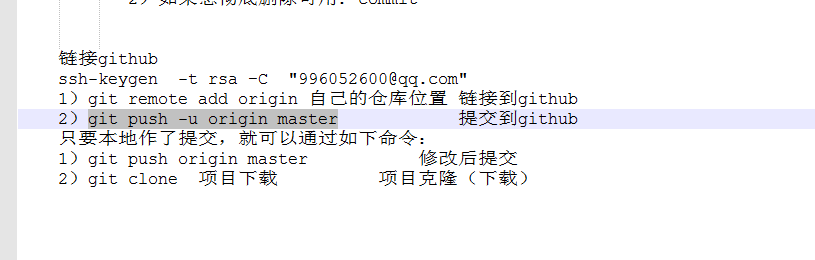 2）如果想彻底删除可用：commit
链接github
ssh-keygen  -t rsa -C  "996052600@qq.com"
1）git remote add origin 自己的仓库位置 链接到github
2）git push -u origin master            提交到github
只要本地作了提交，就可以通过如下命令：
1）git push origin master           修改后提交
2）git clone  项目下载          项目克隆（下载）